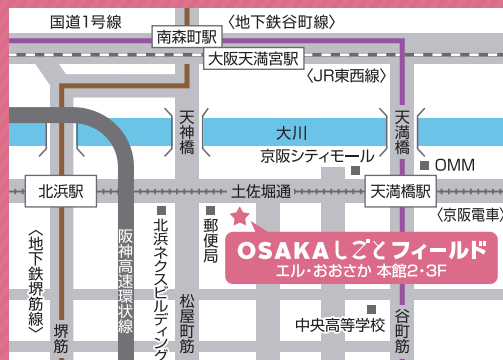 国道1号線
南森町駅
〈地下鉄谷町線〉
大阪天満宮駅
〈JR東西線〉
天神橋
大川
天満橋
京阪シティモール
OMM
北浜駅
土佐堀通
天満橋駅
〈京阪電車〉
〈地下鉄堺筋線〉
堺筋
阪神高速環状線
北浜ネクスビルディング
松屋町筋
郵便局
OSAKAしごとフィールド
エル・おおさか 本館2・3F
中央高等学校
谷町筋